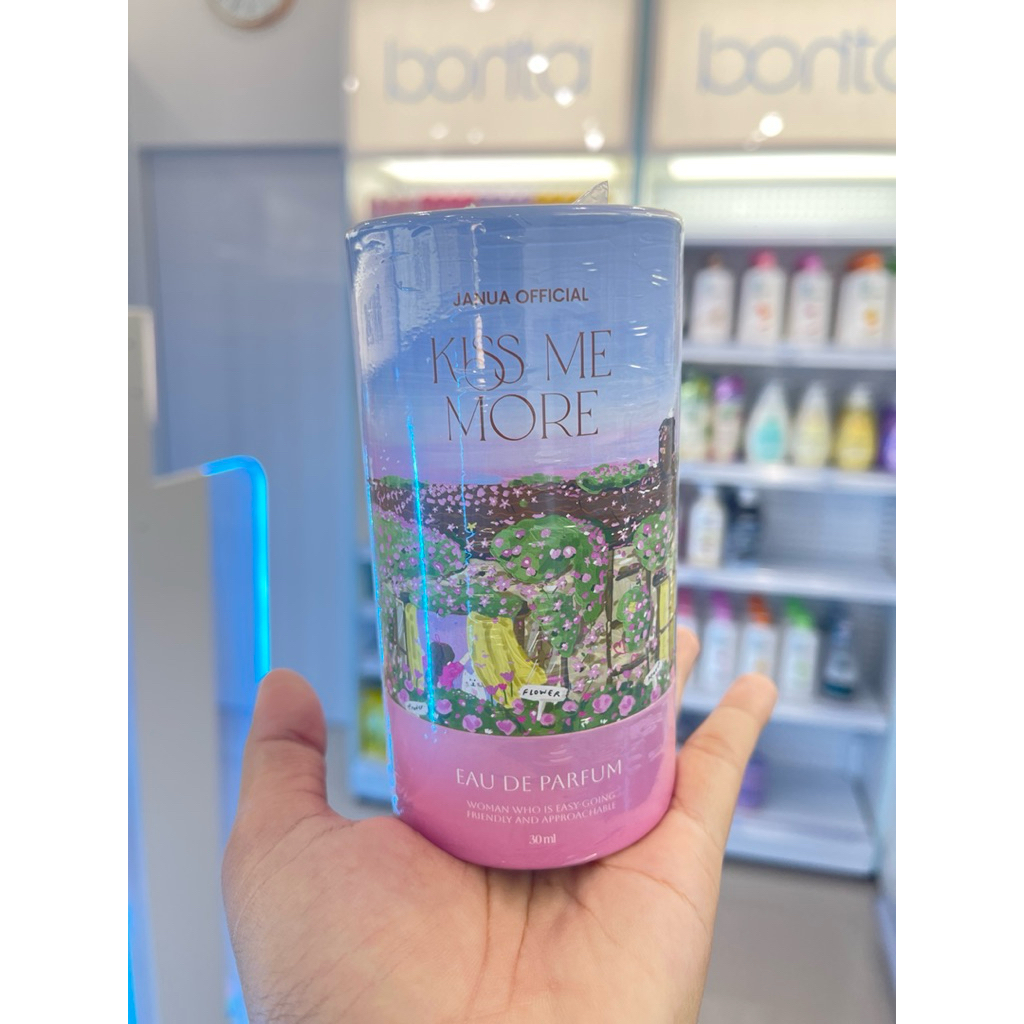 bonita
bonita
JANUA OFFICIAL
KISS ME
MORE
FLOWER
EAU DE PARFUM
WOMAN WHO IS EASY-GOING
FRIENDLY AND APPROACHABLE
30 ml